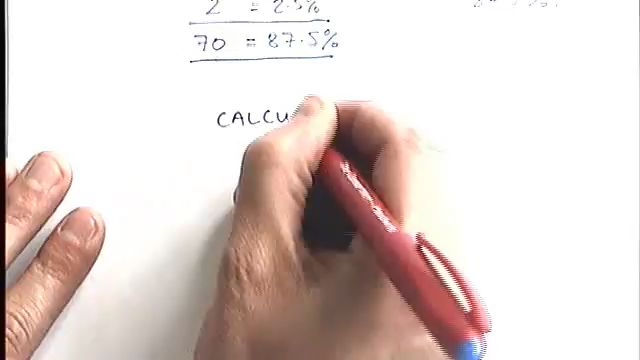 2 = 2.5%
70 = 87.5%
CALCU